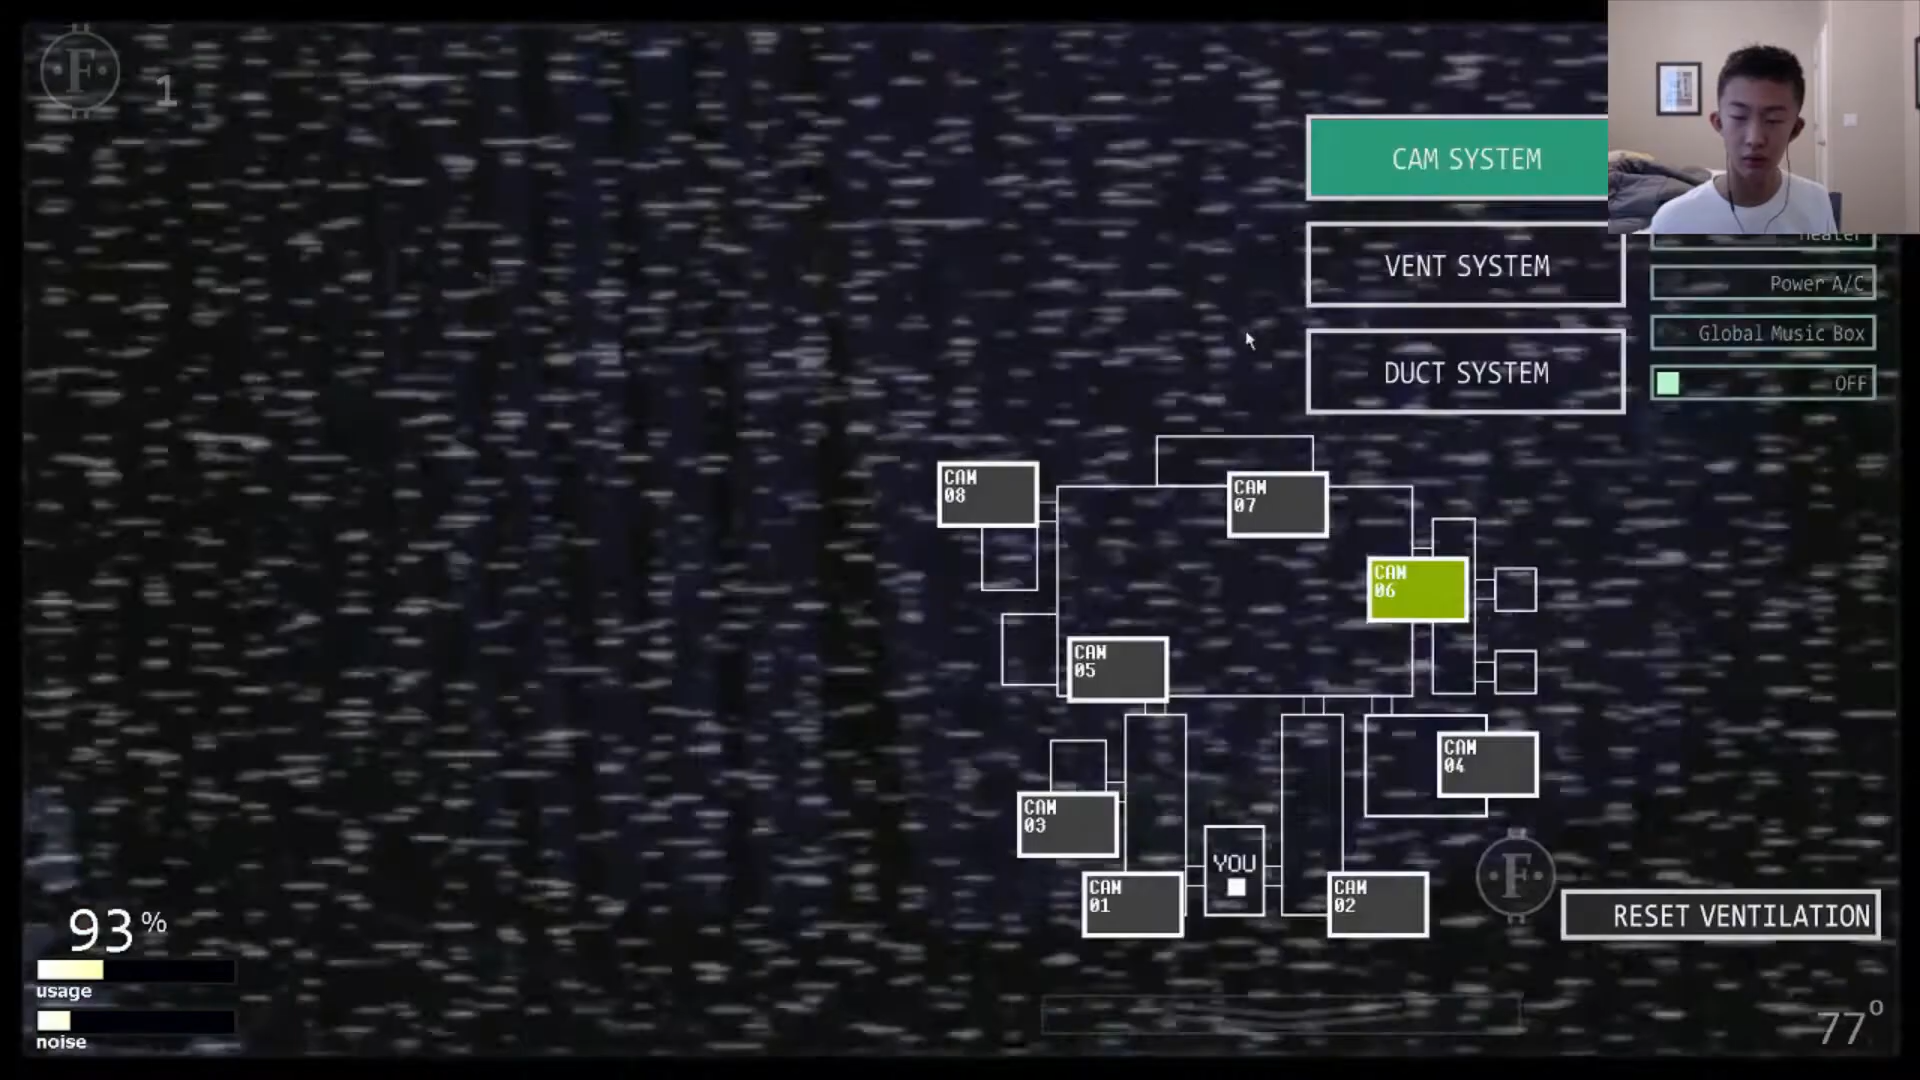 F
1
CAM SYSTEM
VENT SYSTEM
DUCT SYSTEM
Heater
Power A/C
Global Music Box
OFF
CAM
08
CAM
07
CAM
06
CAM
05
CAM
04
CAM
03
YOU
CAM
01
CAM
02
F
RESET VENTILATION
93%
usage
noise
77°